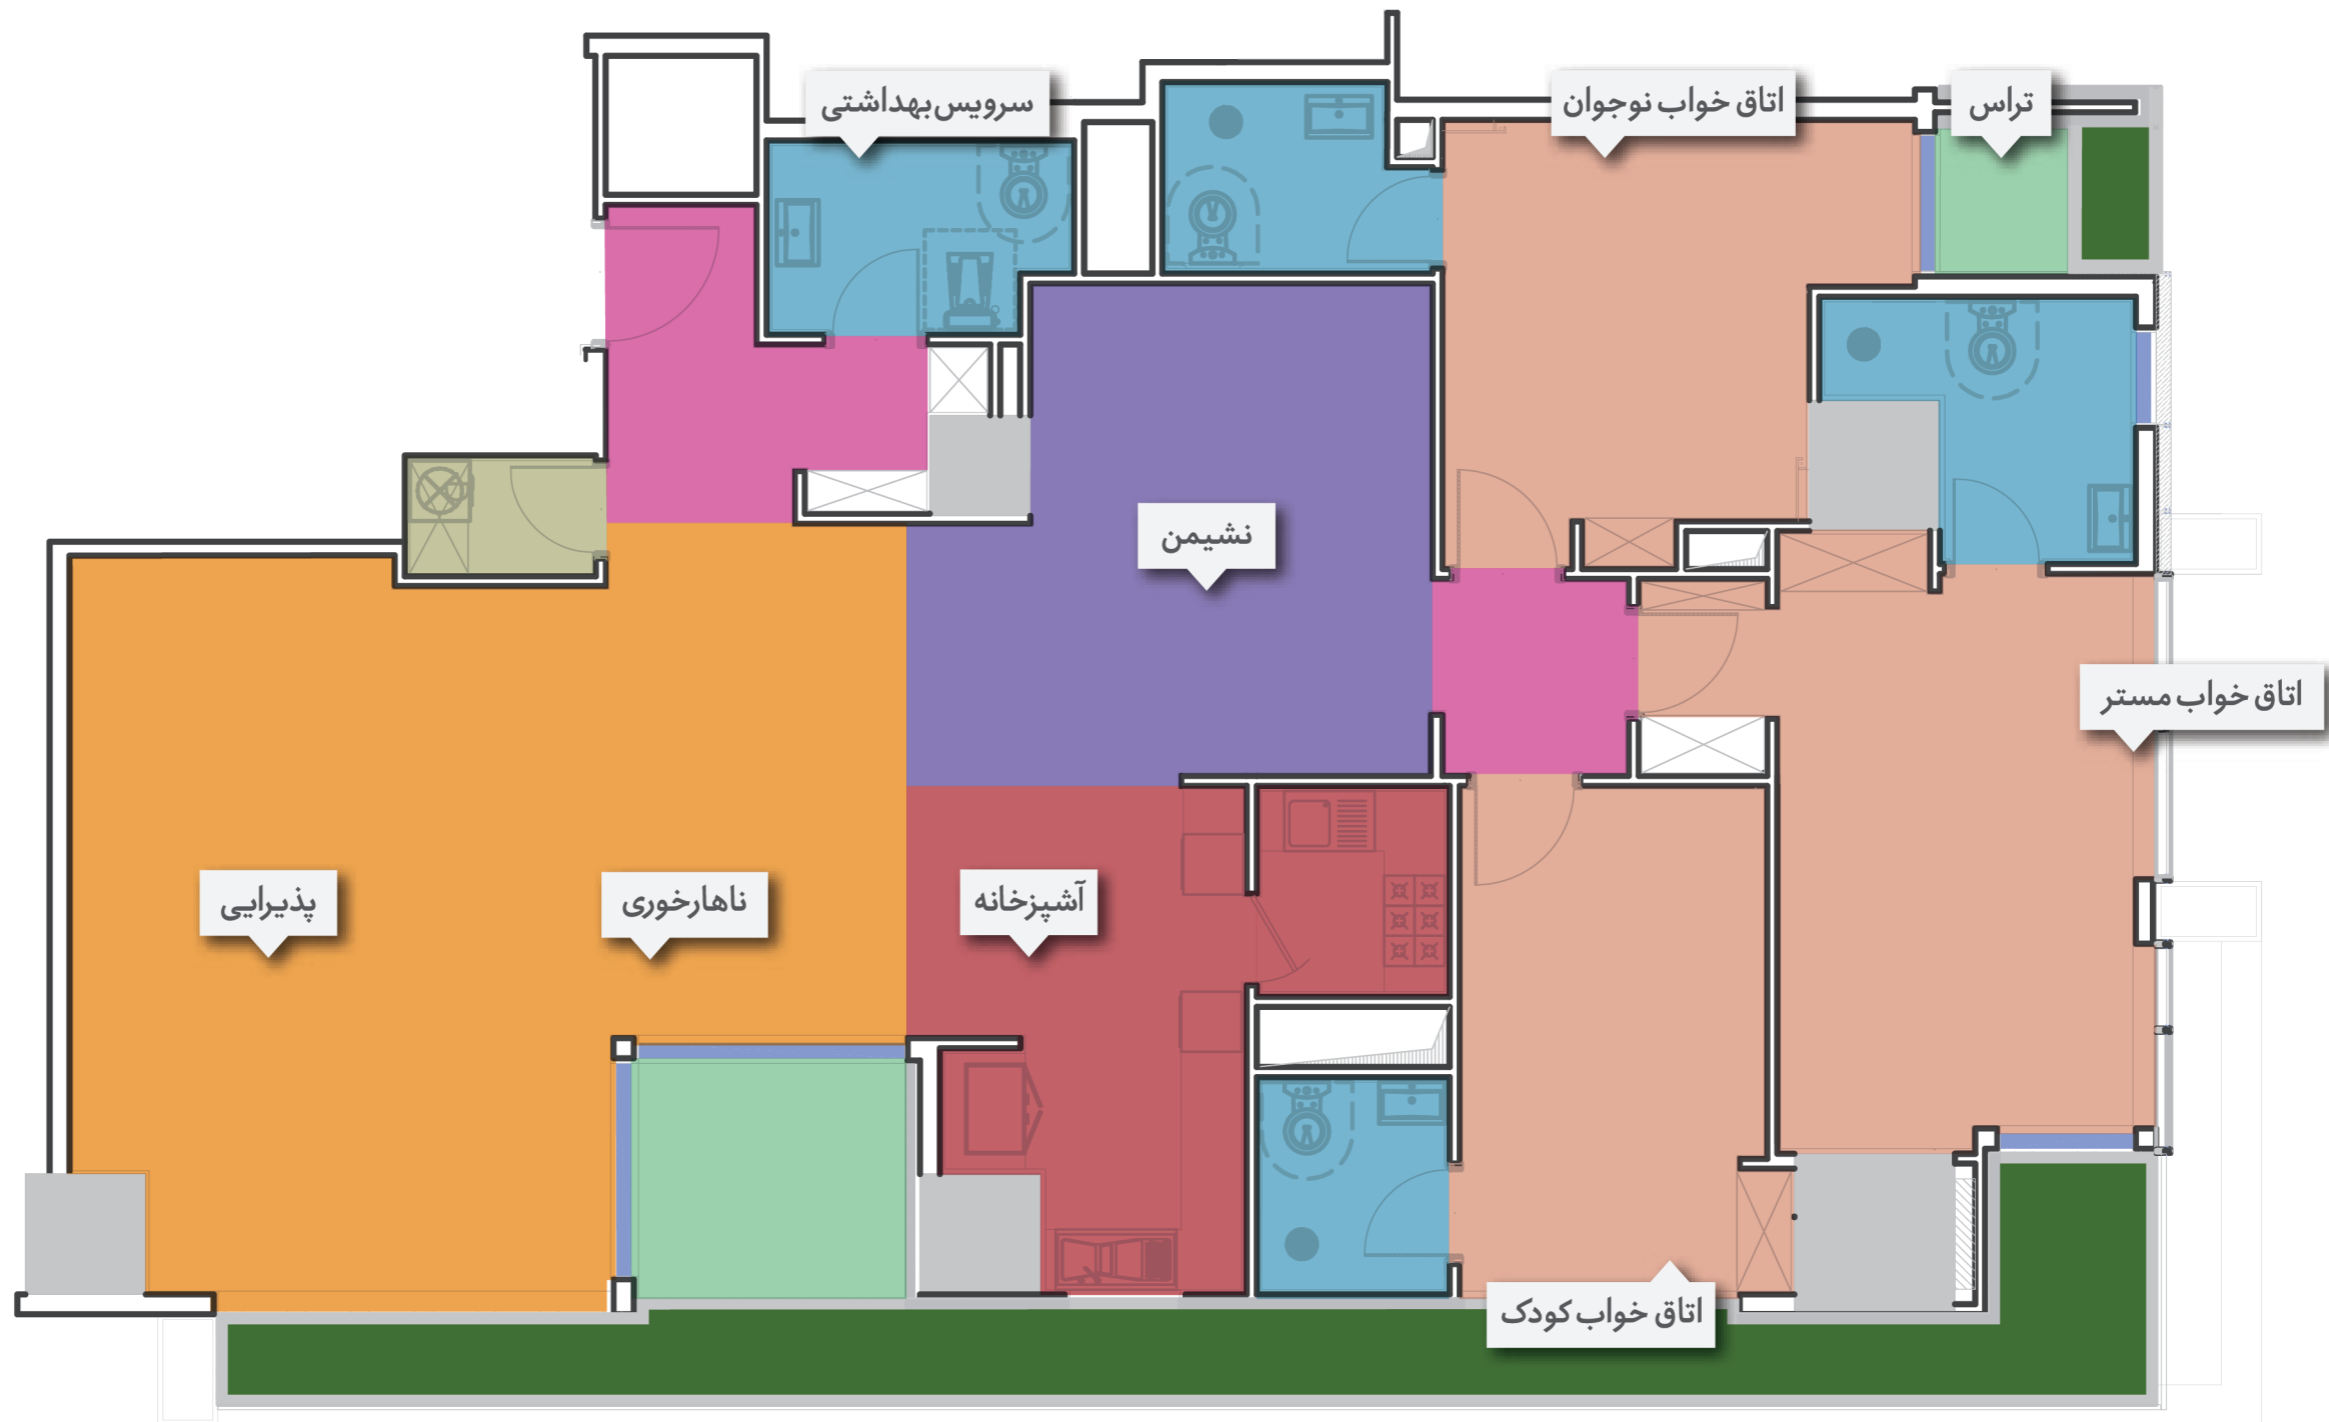 تراس
اتاق خواب نوجوان
سرویس بهداشتی
نشیمن
اتاق خواب مستر
آشپزخانه
ناهارخوری
پذیرایی
اتاق خواب کودک